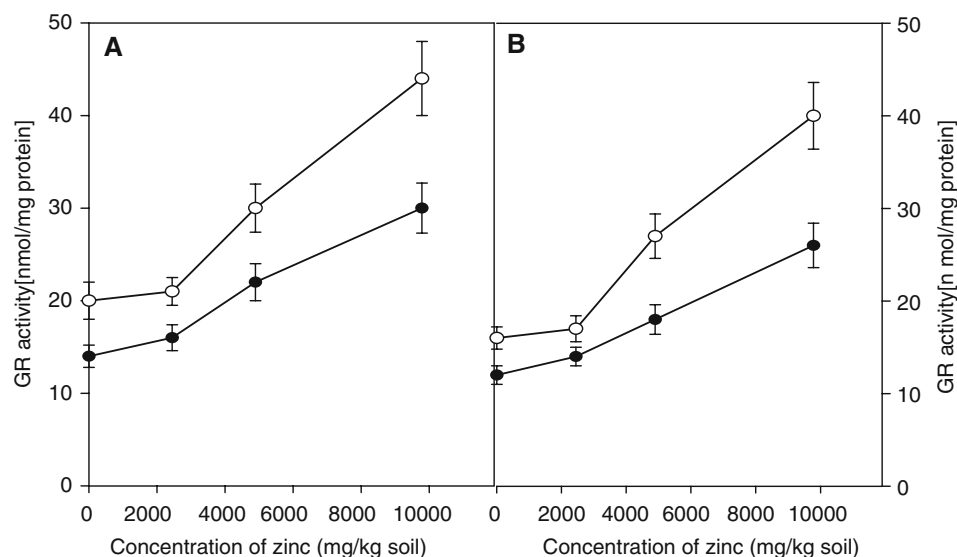 A
B
50
40
30
20
10
0
GR activity[nmol/mg protein]
0 2000 4000 6000 8000 10000
Concentration of zinc (mg/kg soil)
0 2000 4000 6000 8000 10000
Concentration of zinc (mg/kg soil)
50
40
30
20
10
0
GR activity[n mol/mg protein]